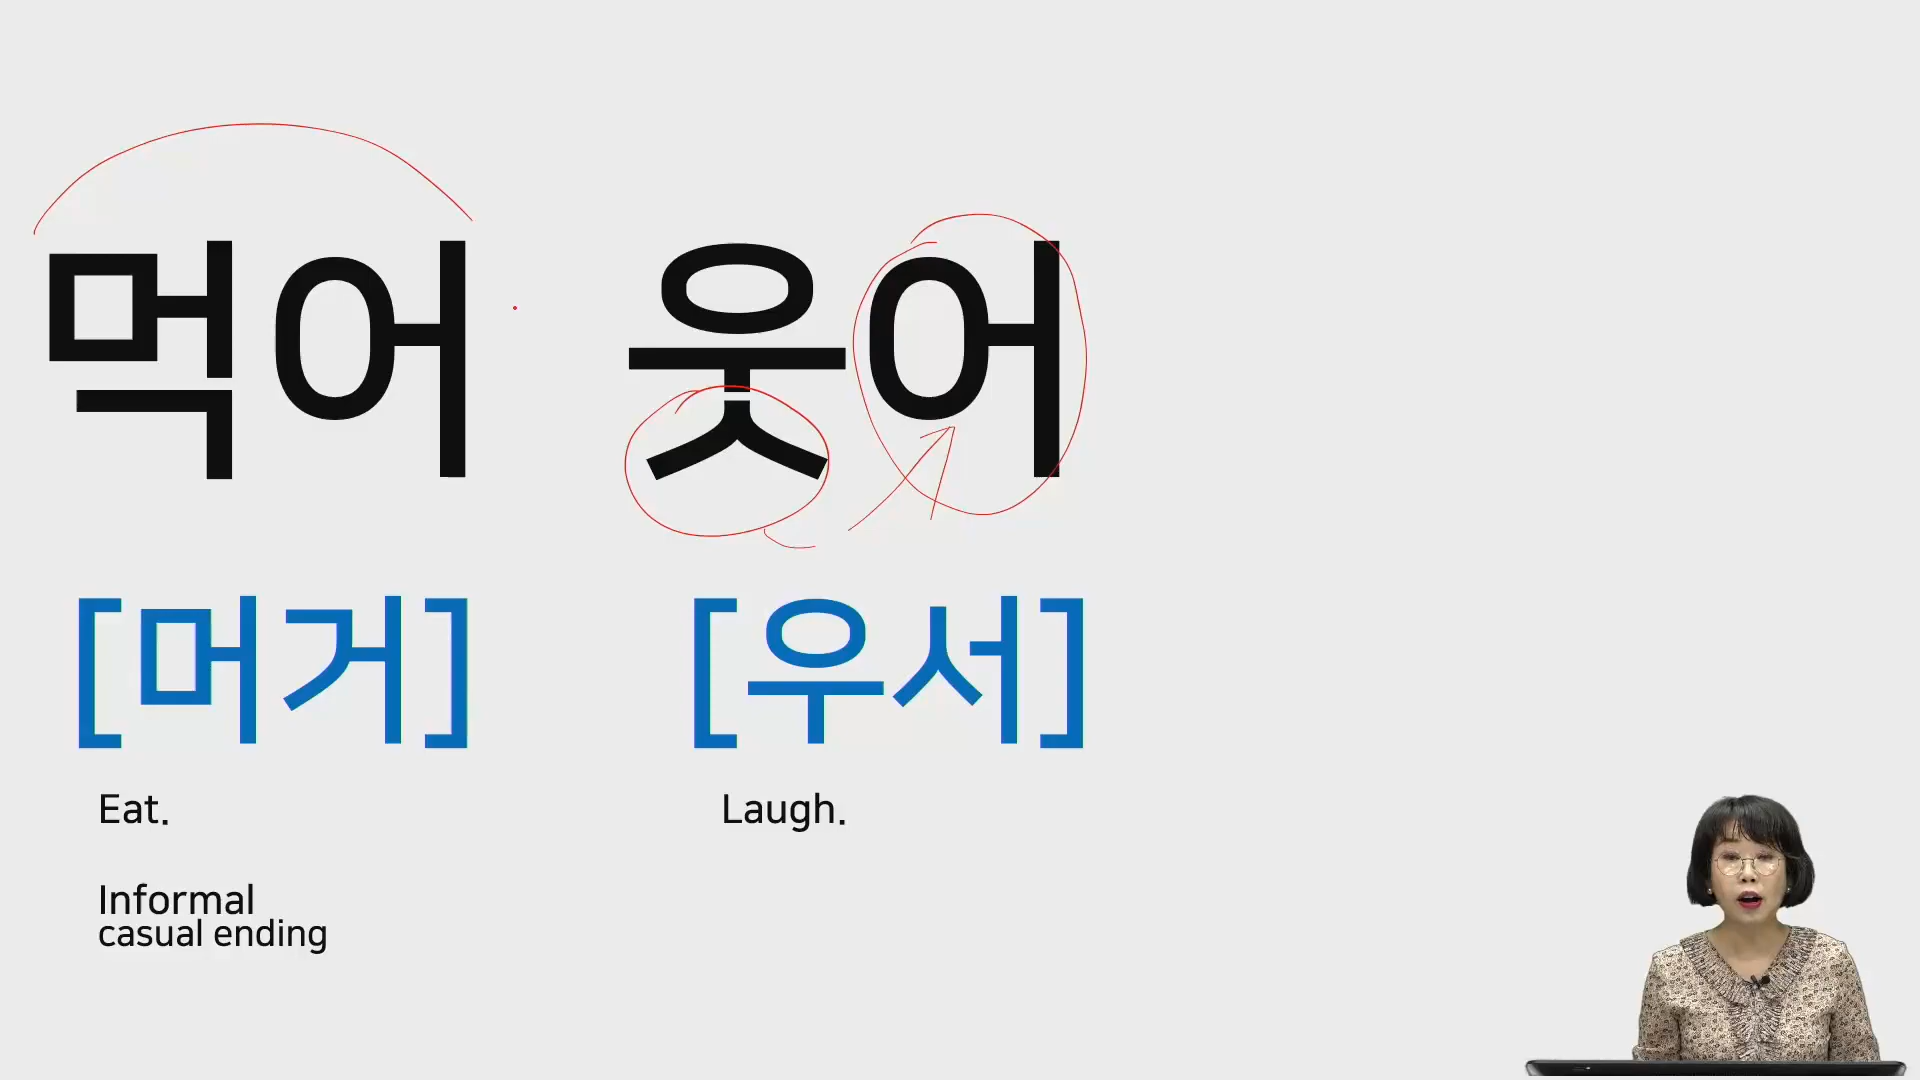 먹어 웃어
[머거] [우서]
Eat. Laugh.
Informal
casual ending